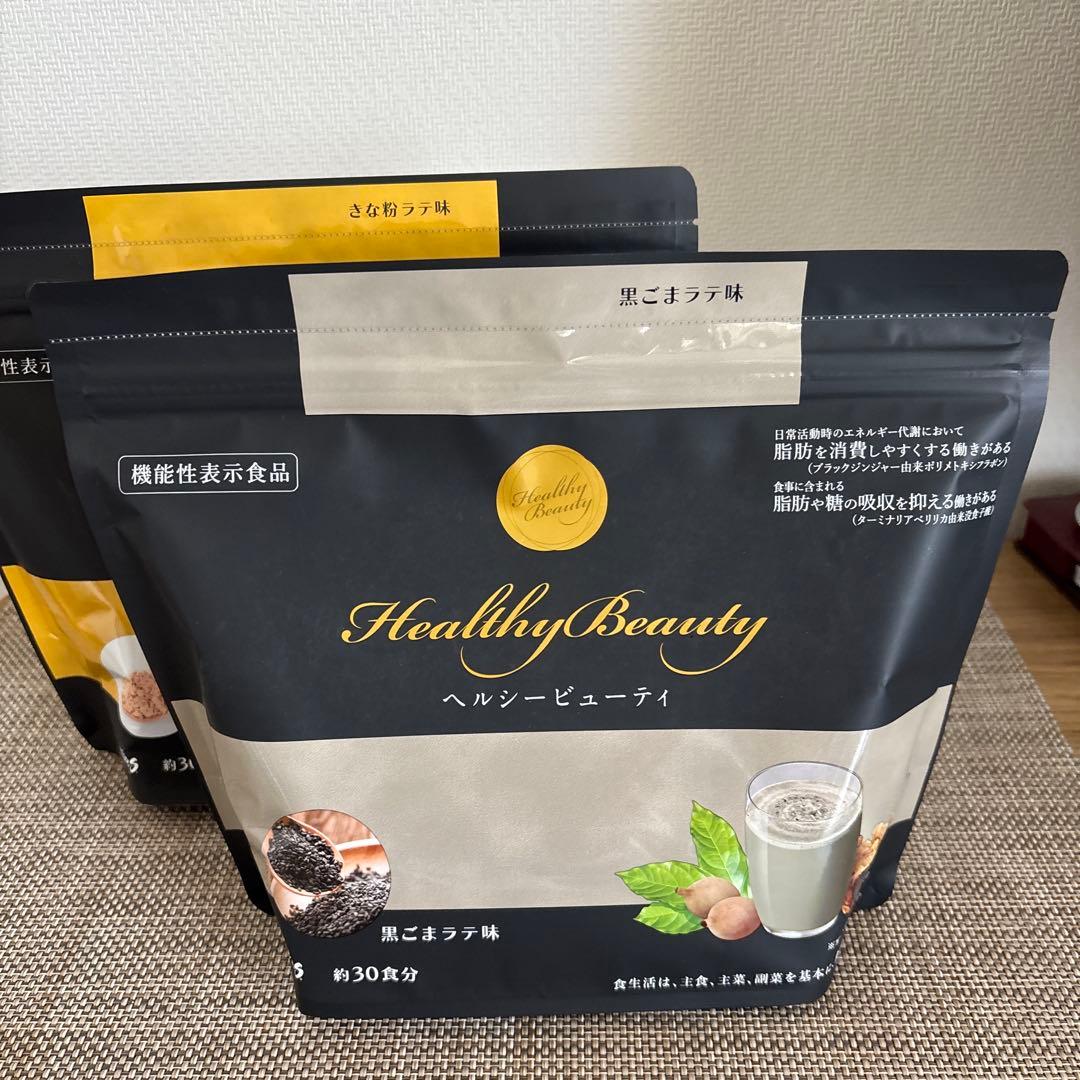 きな粉ラテ味
黒ごまラテ味
性表示
機能性表示食品
日常活動時のエネルギー代謝において
脂肪を消費しやすくする働きがある
(ブラックジンジャー由来ポリメトキシフラボン)
食事に含まれる
脂肪や糖の吸収を抑える働きがある
(ターミナリアベリリカ由来没食子酸)
Healthy
Beauty
Healthy Beauty
ヘルシービューティ
約3
黒ごまラテ味
約30食分
食生活は、主食、主菜、副菜を基本